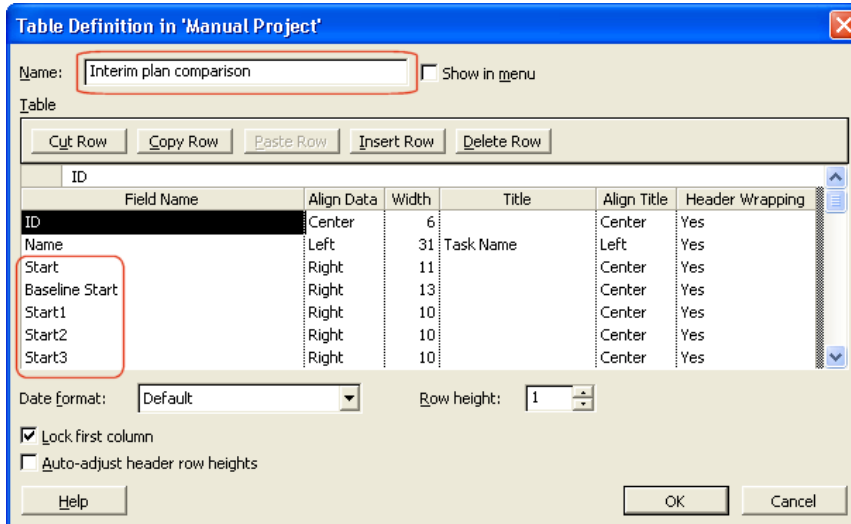 Table Definition in 'Manual Project'
Name: Interim plan comparison Show in menu
Table
Cut Row Copy Row Paste Row Insert Row Delete Row
ID
Field Name Align Data Width Title Align Title Header Wrapping
ID Center 6 Center Yes
Name Left 31 Task Name Left Yes
Start Right 11 Center Yes
Baseline Start Right 13 Center Yes
Start1 Right 10 Center Yes
Start2 Right 10 Center Yes
Start3 Right 10 Center Yes
Date format: Default Row height: 1
Lock first column
Auto-adjust header row heights
Help OK Cancel